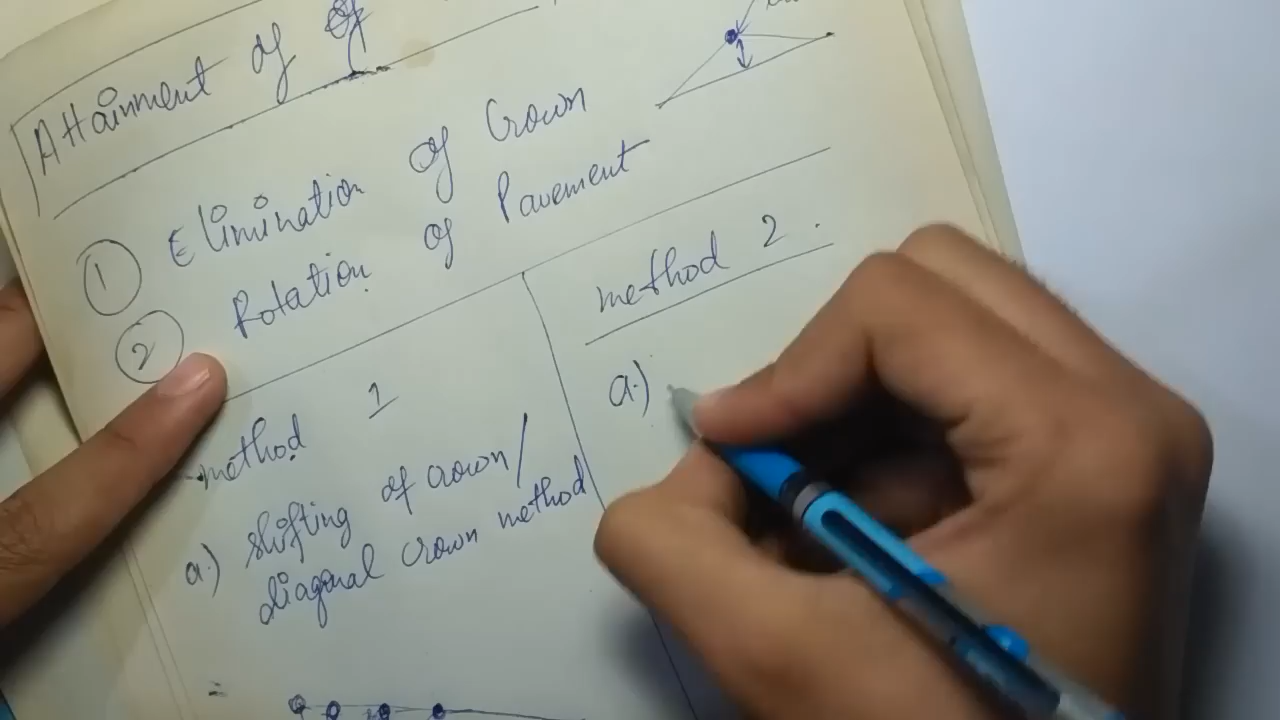 Attainment of
① Elimination of Crown
② Rotation of Pavement
method 1
a.) shifting of crown/
diagonal crown method
method 2.
a.)